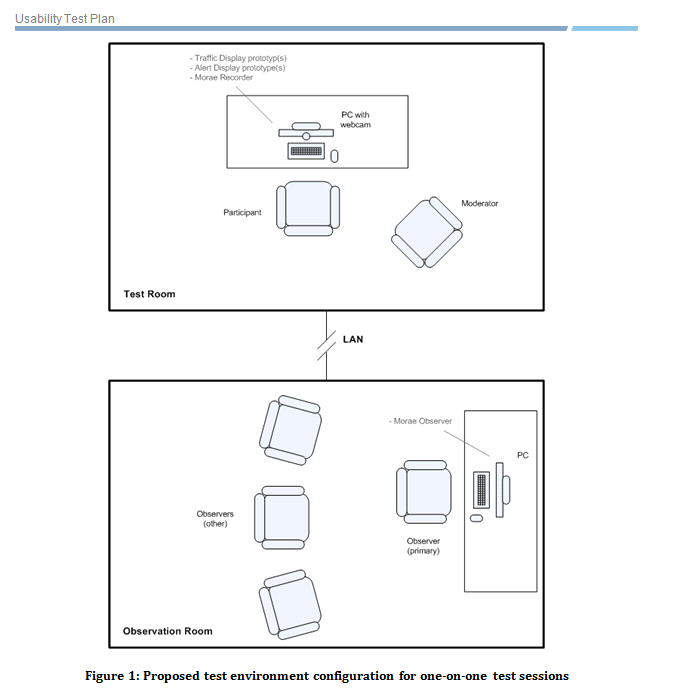 Usability Test Plan
- Traffic Display prototyp(s)
- Alert Display prototype(s)
- Morae Recorder
PC with
webcam
Participant
Moderator
Test Room
LAN
- Morae Observer
PC
Observers
(other)
Observer
(primary)
Observation Room
Figure 1: Proposed test environment configuration for one-on-one test sessions